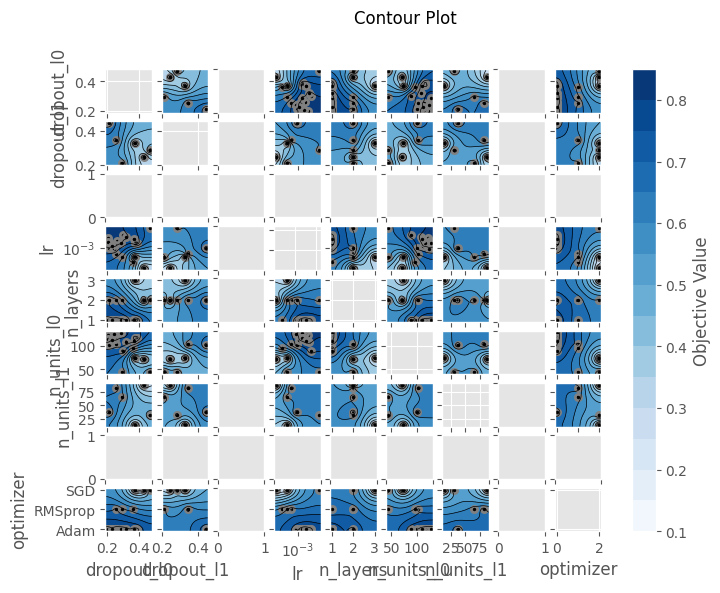 Contour Plot
dropout_l0
0.4
0.2
dropout_l1
0.4
0.2
1
0
lr
10^{-3}
n_layers
3
2
1
n_units_l0
100
50
n_units_l1
75
50
25
1
0
optimizer
SGD
RMSprop
Adam
0.2 0.4 0.2 0.4 0 1 10^{-3} 1 2 3 50 100 25 50 75 0 1 0 2
dropout_l0 dropout_l1 lr n_layers n_units_l0 n_units_l1 optimizer
0.8
0.7
0.6
0.5
0.4
0.3
0.2
0.1
Objective Value